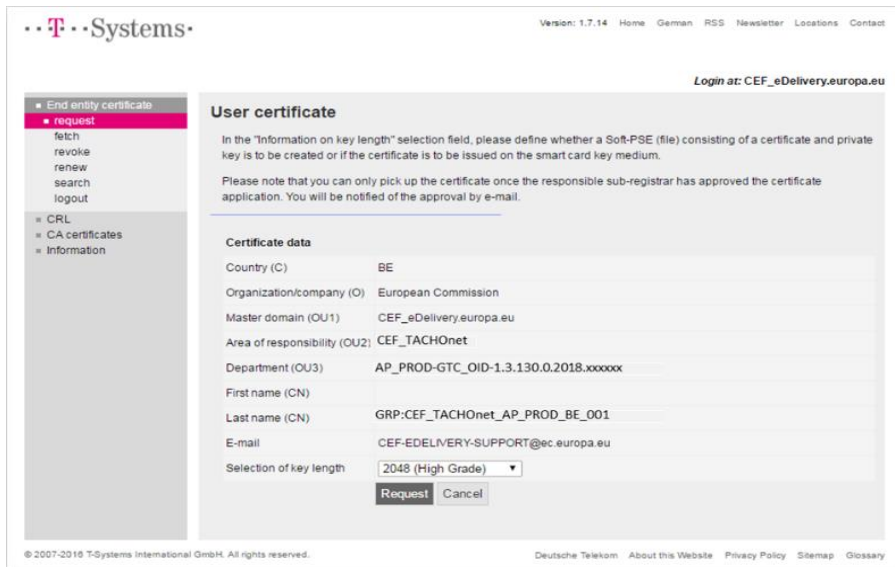 ··T··Systems·
Version: 1.7.14 Home German RSS Newsletter Locations Contact
Login at: CEF_eDelivery.europa.eu
End entity certificate
request
fetch
revoke
renew
search
logout
CRL
CA certificates
Information
User certificate
In the "Information on key length" selection field, please define whether a Soft-PSE (file) consisting of a certificate and private
key is to be created or if the certificate is to be issued on the smart card key medium.
Please note that you can only pick up the certificate once the responsible sub-registrar has approved the certificate
application. You will be notified of the approval by e-mail.
Certificate data
Country (C) BE
Organization/company (O) European Commission
Master domain (OU1) CEF_eDelivery.europa.eu
Area of responsibility (OU2) CEF_TACHOnet
Department (OU3) AP_PROD-GTC_OID-1.3.130.0.2018.xxxxxx
First name (CN)
Last name (CN) GRP:CEF_TACHOnet_AP_PROD_BE_001
E-mail CEF-EDELIVERY-SUPPORT@ec.europa.eu
Selection of key length 2048 (High Grade)
Request Cancel
© 2007-2016 T-Systems International GmbH. All rights reserved.
Deutsche Telekom About this Website Privacy Policy Sitemap Glossary